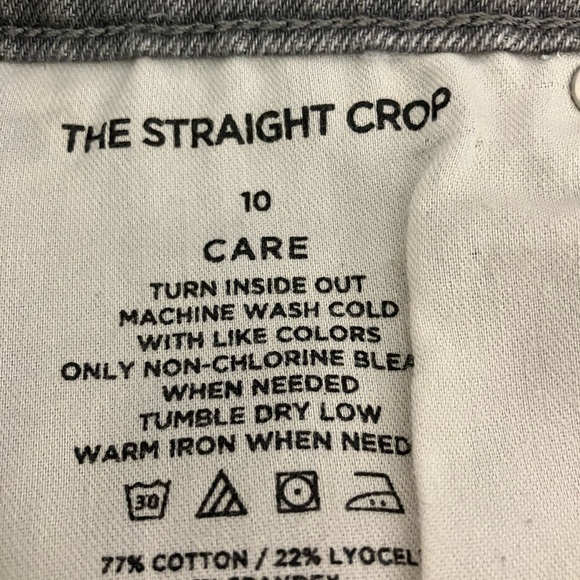 THE STRAIGHT CROP
10
CARE
TURN INSIDE OUT
MACHINE WASH COLD
WITH LIKE COLORS
ONLY NON-CHLORINE BLEA
WHEN NEEDED
TUMBLE DRY LOW
WARM IRON WHEN NEED
30
77% COTTON / 22% LYOCEL